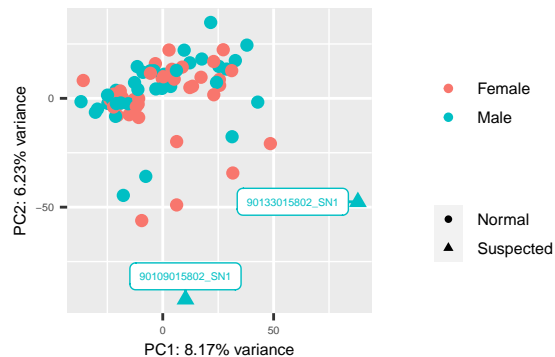 0
−50
PC2: 6.23% variance
90133015802_SN1
90109015802_SN1
0
50
PC1: 8.17% variance
Female
Male
Normal
Suspected